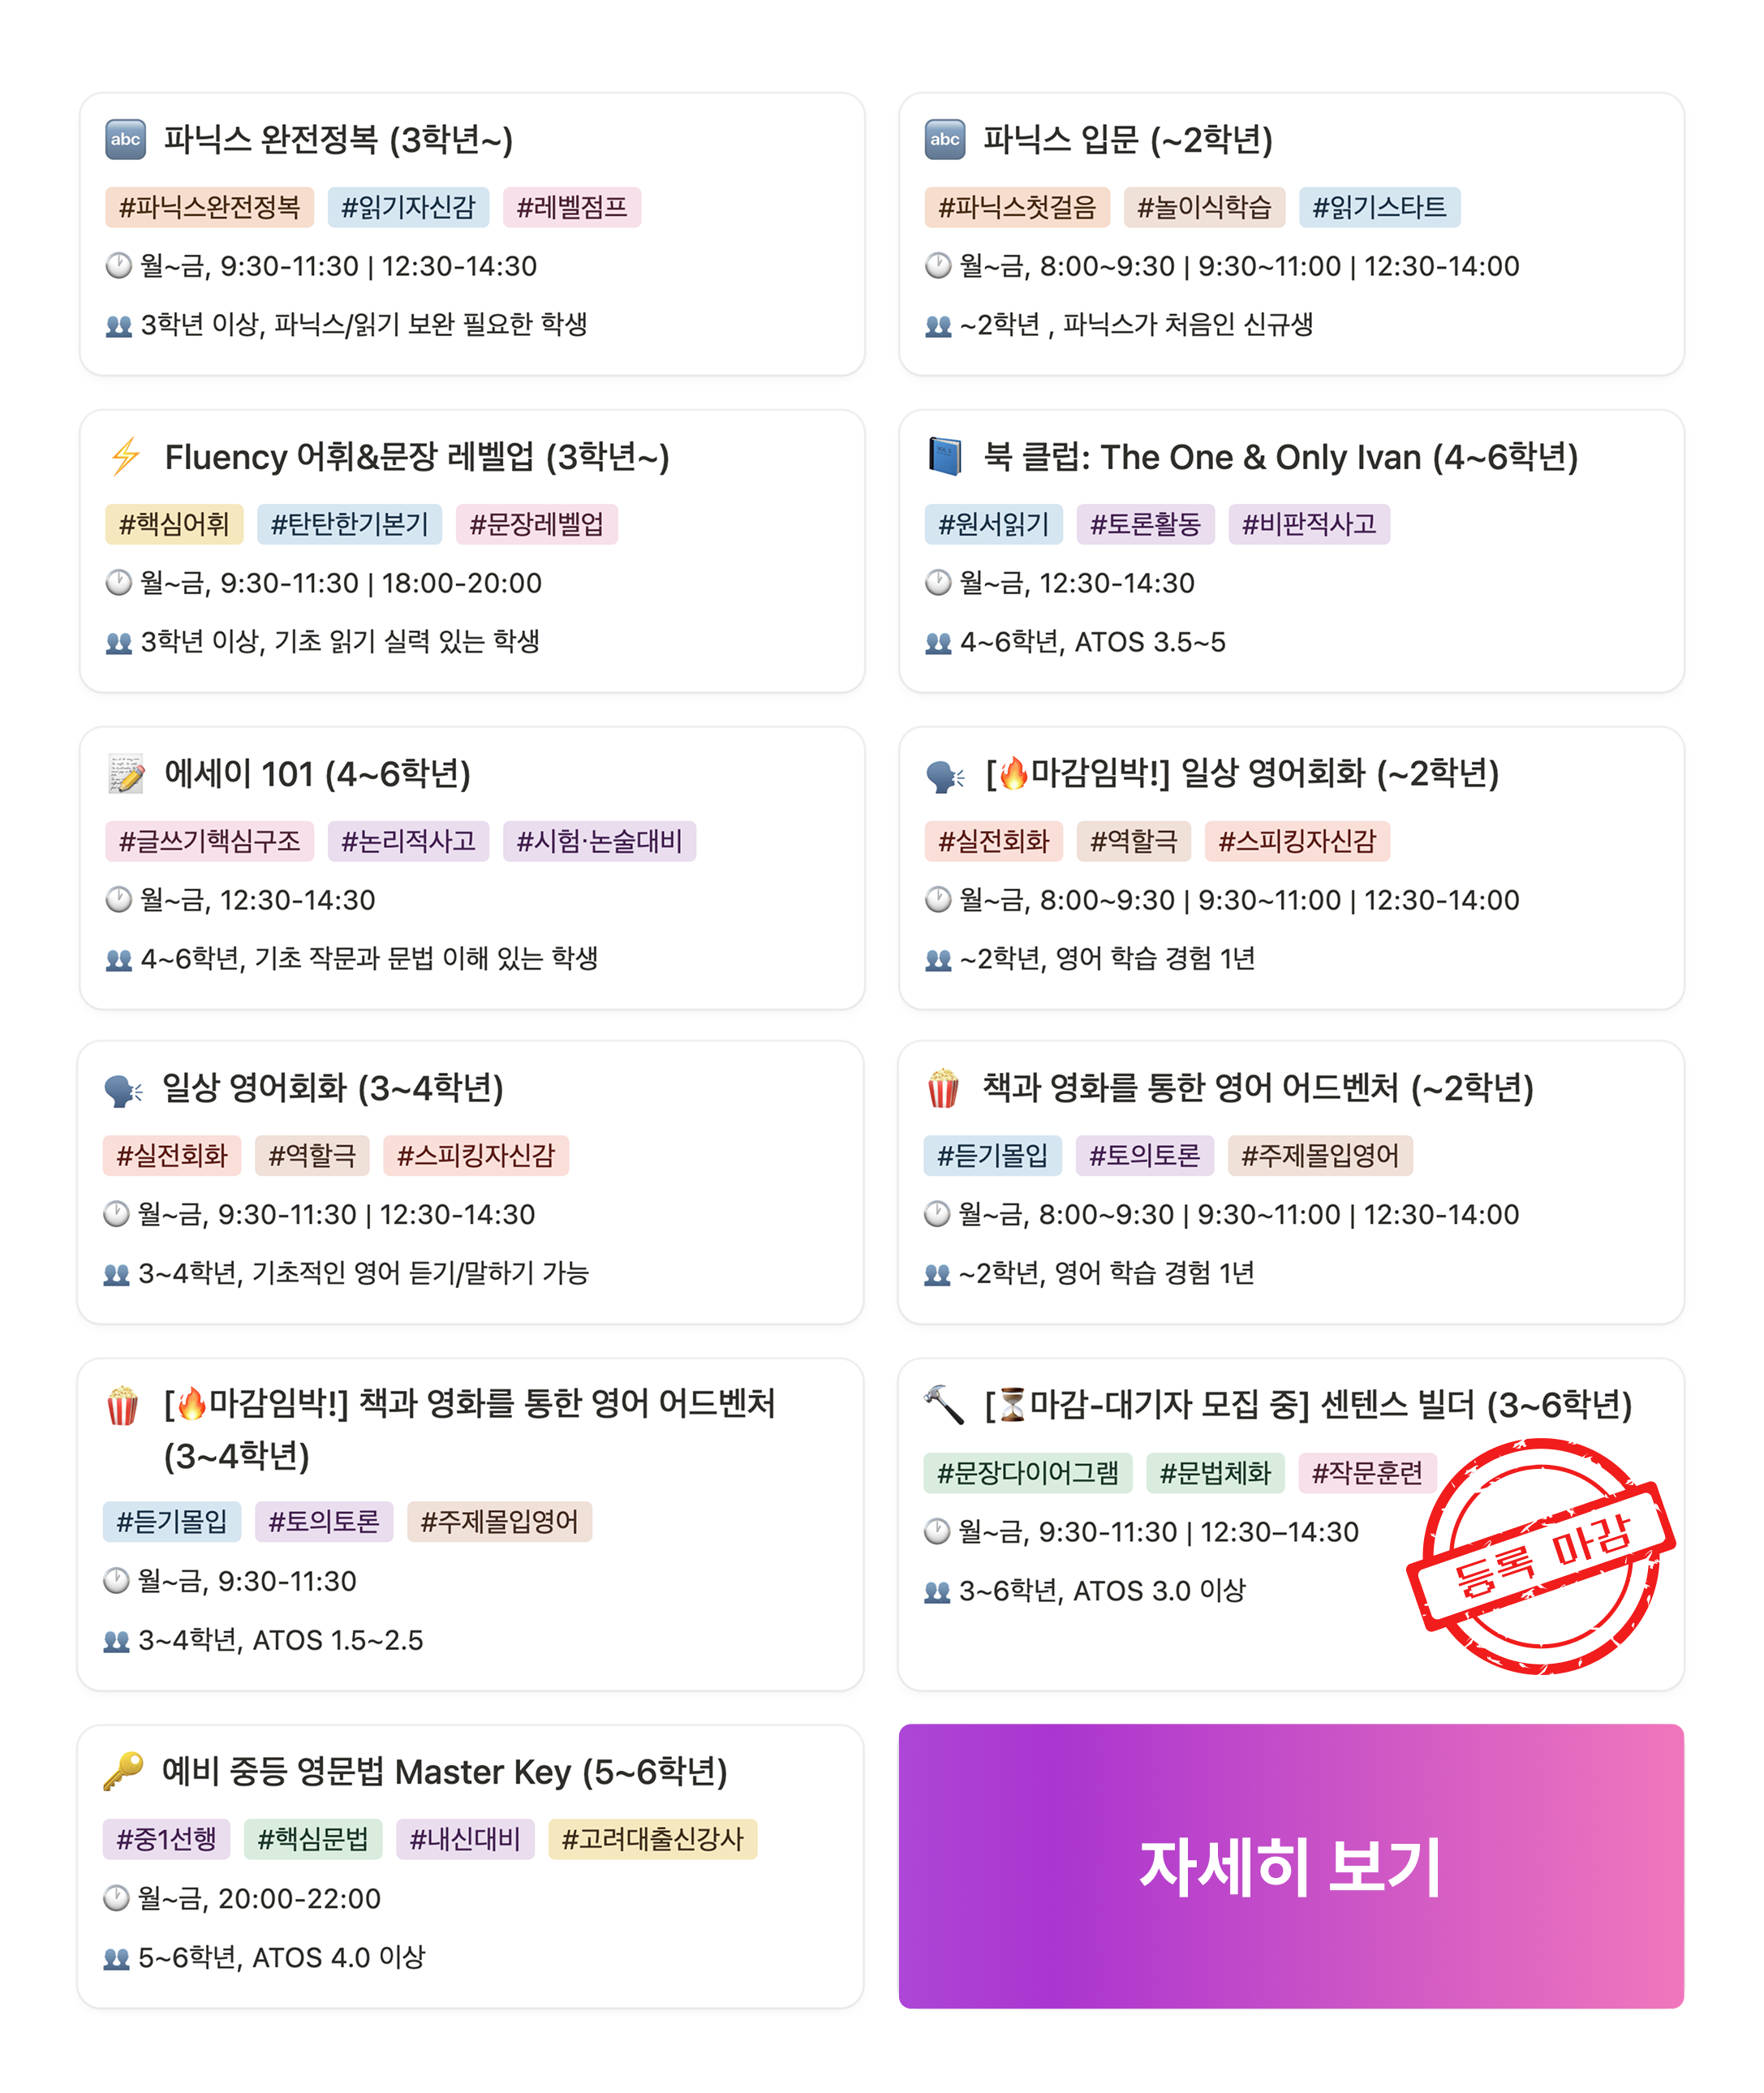 파닉스 완전정복 (3학년~)
#파닉스완전정복 #읽기자신감 #레벨점프
월~금, 9:30-11:30 | 12:30-14:30
3학년 이상, 파닉스/읽기 보완 필요한 학생
파닉스 입문 (~2학년)
#파닉스첫걸음 #놀이식학습 #읽기스타트
월~금, 8:00~9:30 | 9:30~11:00 | 12:30-14:00
~2학년 , 파닉스가 처음인 신규생
Fluency 어휘&문장 레벨업 (3학년~)
#핵심어휘 #탄탄한기본기 #문장레벨업
월~금, 9:30-11:30 | 18:00-20:00
3학년 이상, 기초 읽기 실력 있는 학생
북 클럽: The One & Only Ivan (4~6학년)
#원서읽기 #토론활동 #비판적사고
월~금, 12:30-14:30
4~6학년, ATOS 3.5~5
에세이 101 (4~6학년)
#글쓰기핵심구조 #논리적사고 #시험·논술대비
월~금, 12:30-14:30
4~6학년, 기초 작문과 문법 이해 있는 학생
[🔥마감임박!] 일상 영어회화 (~2학년)
#실전회화 #역할극 #스피킹자신감
월~금, 8:00~9:30 | 9:30~11:00 | 12:30-14:00
~2학년, 영어 학습 경험 1년
일상 영어회화 (3~4학년)
#실전회화 #역할극 #스피킹자신감
월~금, 9:30-11:30 | 12:30-14:30
3~4학년, 기초적인 영어 듣기/말하기 가능
책과 영화를 통한 영어 어드벤처 (~2학년)
#듣기몰입 #토의토론 #주제몰입영어
월~금, 8:00~9:30 | 9:30~11:00 | 12:30-14:00
~2학년, 영어 학습 경험 1년
[🔥마감임박!] 책과 영화를 통한 영어 어드벤처
(3~4학년)
#듣기몰입 #토의토론 #주제몰입영어
월~금, 9:30-11:30
3~4학년, ATOS 1.5~2.5
[⏳마감-대기자 모집 중] 센텐스 빌더 (3~6학년)
#문장다이어그램 #문법체화 #작문훈련
월~금, 9:30-11:30 | 12:30–14:30
3~6학년, ATOS 3.0 이상
등록 마감
예비 중등 영문법 Master Key (5~6학년)
#중1선행 #핵심문법 #내신대비 #고려대출신강사
월~금, 20:00-22:00
5~6학년, ATOS 4.0 이상
자세히 보기